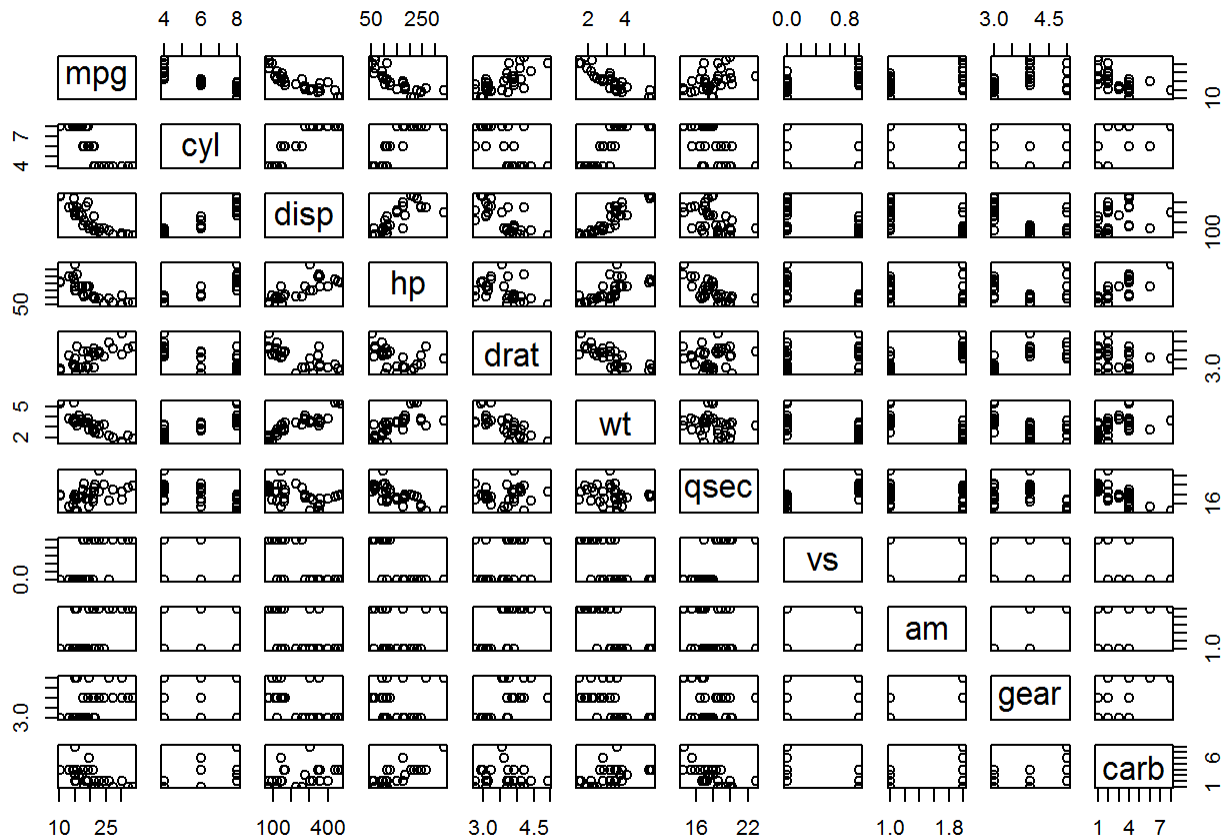 4 6 8 50 250 2 4 0.0 0.8 3.0 4.5
mpg 10
4 7 cyl
disp 100
50 hp
drat 3.0
2 5 wt
qsec 16
0.0 vs
am 1.0
3.0 gear
carb 1 6
10 25 100 400 3.0 4.5 16 22 1.0 1.8 1 4 7